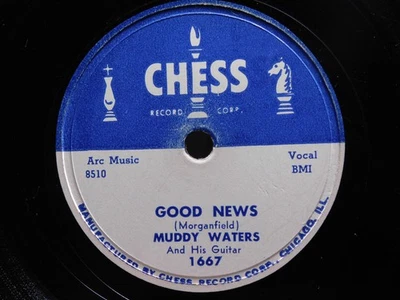 CHESS
RECORD CORP.
Arc Music
8510
Vocal
BMI
GOOD NEWS
(Morganfield)
MUDDY WATERS
And His Guitar
1667
MANUFACTURED BY CHESS RECORD CORP., CHICAGO, ILL.